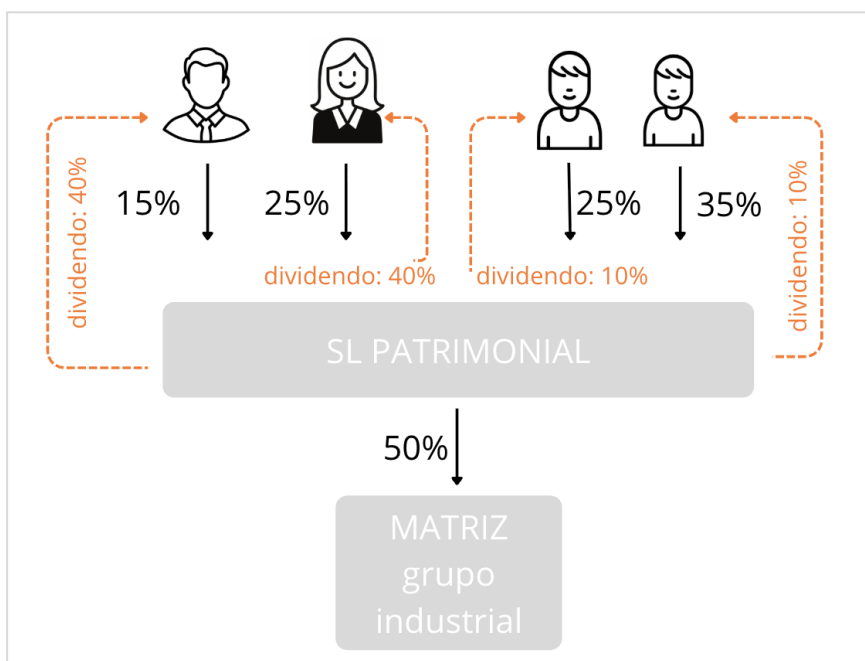 15%
25%
25%
35%
dividendo: 40%
dividendo: 40%
dividendo: 10%
dividendo: 10%
SL PATRIMONIAL
50%
MATRIZ
grupo
industrial